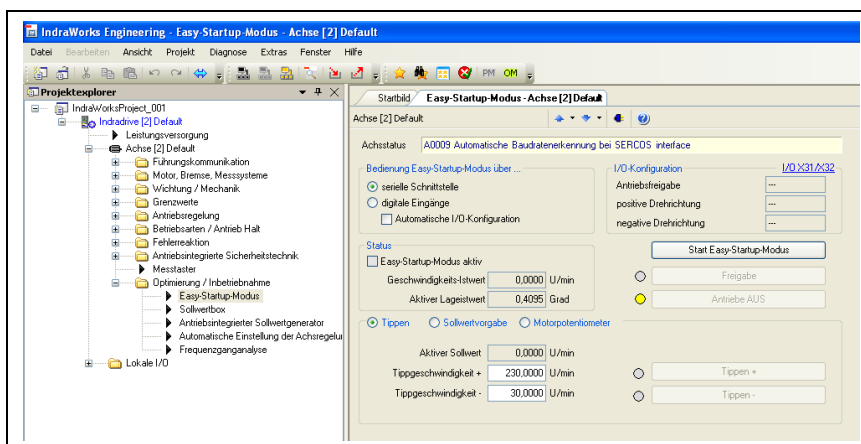 IndraWorks Engineering - Easy-Startup-Modus - Achse [2] Default
Datei Bearbeiten Ansicht Projekt Diagnose Extras Fenster Hilfe
PM OM
Projektexplorer
IndraWorksProject_001
Indradrive [2] Default
Leistungsversorgung
Achse [2] Default
Führungskommunikation
Motor, Bremse, Messsysteme
Wichtung / Mechanik
Grenzwerte
Antriebsregelung
Betriebsarten / Antrieb Halt
Fehlerreaktion
Antriebsintegrierte Sicherheitstechnik
Messtaster
Optimierung / Inbetriebnahme
Easy-Startup-Modus
Sollwertbox
Antriebsintegrierter Sollwertgenerator
Automatische Einstellung der Achsregelu
Frequenzganganalyse
Lokale I/O
Startbild Easy-Startup-Modus - Achse [2] Default
Achse [2] Default
Achsstatus A0009 Automatische Baudratenerkennung bei SERCOS interface
Bedienung Easy-Startup-Modus über ...
serielle Schnittstelle
digitale Eingänge
Automatische I/O-Konfiguration
I/O-Konfiguration I/O X31/X32
Antriebsfreigabe ---
positive Drehrichtung ---
negative Drehrichtung ---
Status
Easy-Startup-Modus aktiv
Geschwindigkeits-Istwert 0,0000 U/min
Aktiver Lageistwert 0,4095 Grad
Start Easy-Startup-Modus
Freigabe
Antriebe AUS
Tippen Sollwertvorgabe Motorpotentiometer
Aktiver Sollwert 0,0000 U/min
Tippgeschwindigkeit + 230,0000 U/min Tippen +
Tippgeschwindigkeit - 30,0000 U/min Tippen -